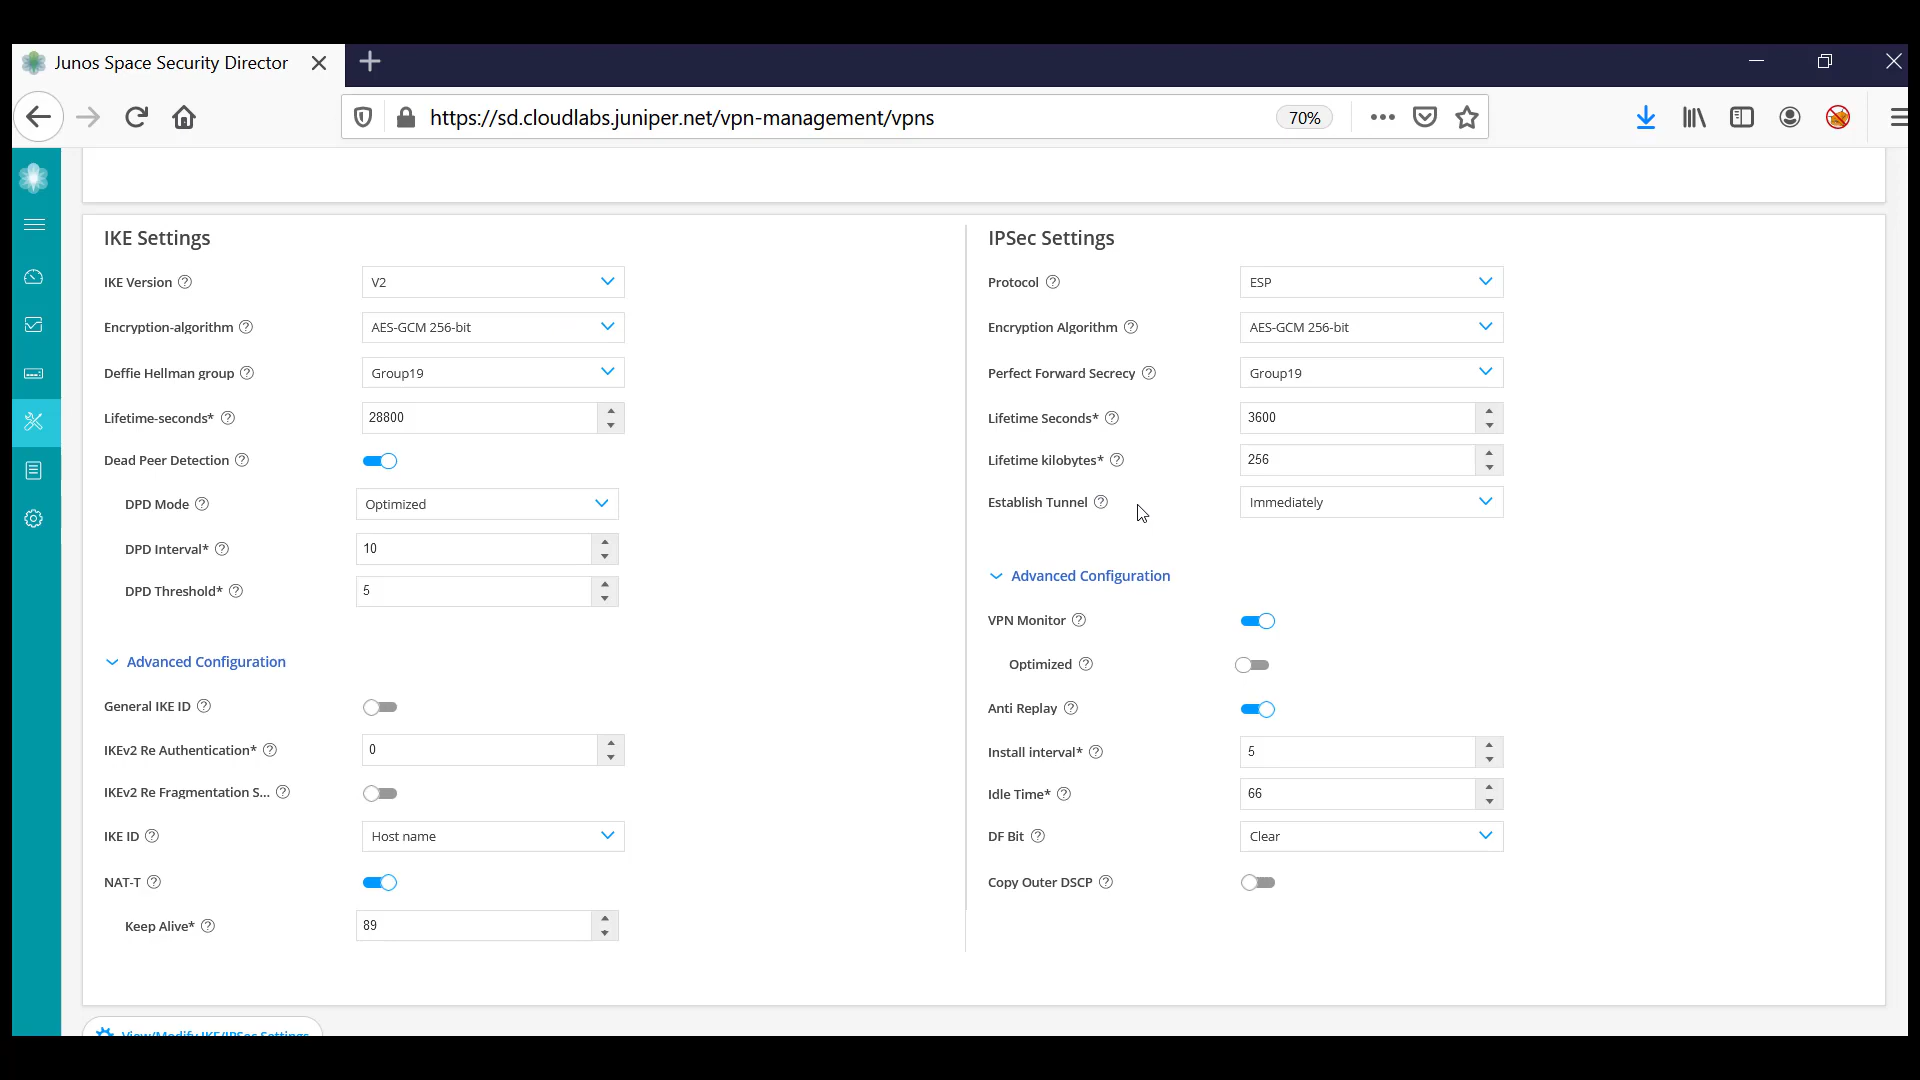 Junos Space Security Director
https://sd.cloudlabs.juniper.net/vpn-management/vpns
70%
IKE Settings
IKE Version
V2
Encryption-algorithm
AES-GCM 256-bit
Deffie Hellman group
Group19
Lifetime-seconds*
28800
Dead Peer Detection
DPD Mode
Optimized
DPD Interval*
10
DPD Threshold*
5
Advanced Configuration
General IKE ID
IKEv2 Re Authentication*
0
IKEv2 Re Fragmentation S...
IKE ID
Host name
NAT-T
Keep Alive*
89
IPSec Settings
Protocol
ESP
Encryption Algorithm
AES-GCM 256-bit
Perfect Forward Secrecy
Group19
Lifetime Seconds*
3600
Lifetime kilobytes*
256
Establish Tunnel
Immediately
Advanced Configuration
VPN Monitor
Optimized
Anti Replay
Install interval*
5
Idle Time*
66
DF Bit
Clear
Copy Outer DSCP
View/Modify IKE/IPSec Settings